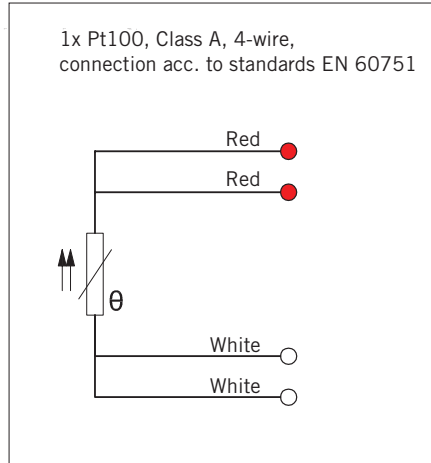 1x Pt100, Class A, 4-wire,
connection acc. to standards EN 60751
Red
Red
θ
White
White